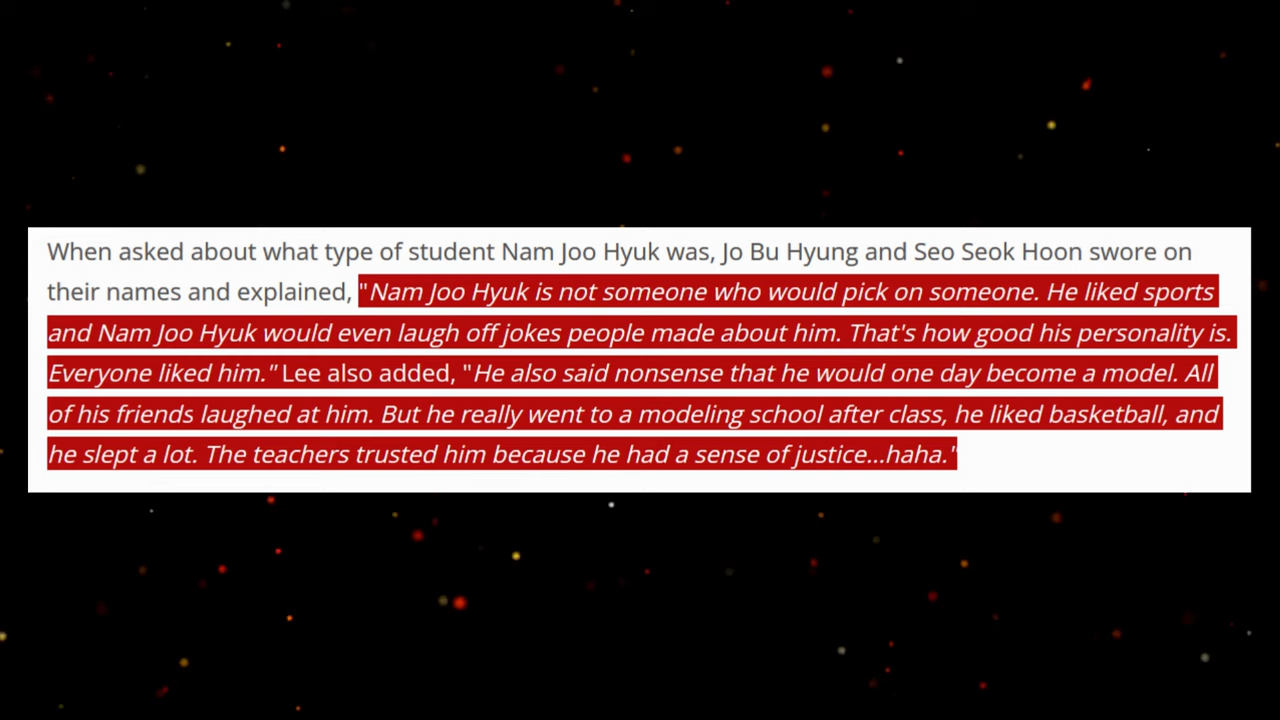 When asked about what type of student Nam Joo Hyuk was, Jo Bu Hyung and Seo Seok Hoon swore on
their names and explained, "Nam Joo Hyuk is not someone who would pick on someone. He liked sports
and Nam Joo Hyuk would even laugh off jokes people made about him. That's how good his personality is.
Everyone liked him." Lee also added, "He also said nonsense that he would one day become a model. All
of his friends laughed at him. But he really went to a modeling school after class, he liked basketball, and
he slept a lot. The teachers trusted him because he had a sense of justice...haha."